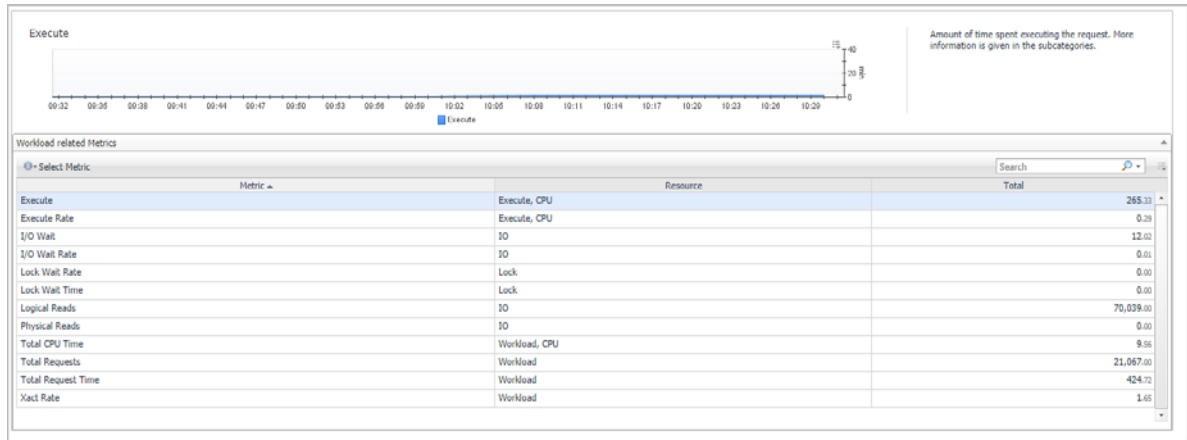 Execute
Amount of time spent executing the request. More
information is given in the subcategories.
40
20
min
0
09:32 09:35 09:38 09:41 09:44 09:47 09:50 09:53 09:56 09:59 10:02 10:05 10:08 10:11 10:14 10:17 10:20 10:23 10:26 10:29
Execute
Workload related Metrics
Select Metric Search
Metric Resource Total
Execute Execute, CPU 265.33
Execute Rate Execute, CPU 0.29
I/O Wait IO 12.02
I/O Wait Rate IO 0.01
Lock Wait Rate Lock 0.00
Lock Wait Time Lock 0.00
Logical Reads IO 70,039.00
Physical Reads IO 0.00
Total CPU Time Workload, CPU 9.56
Total Requests Workload 21,067.00
Total Request Time Workload 424.72
Xact Rate Workload 1.65